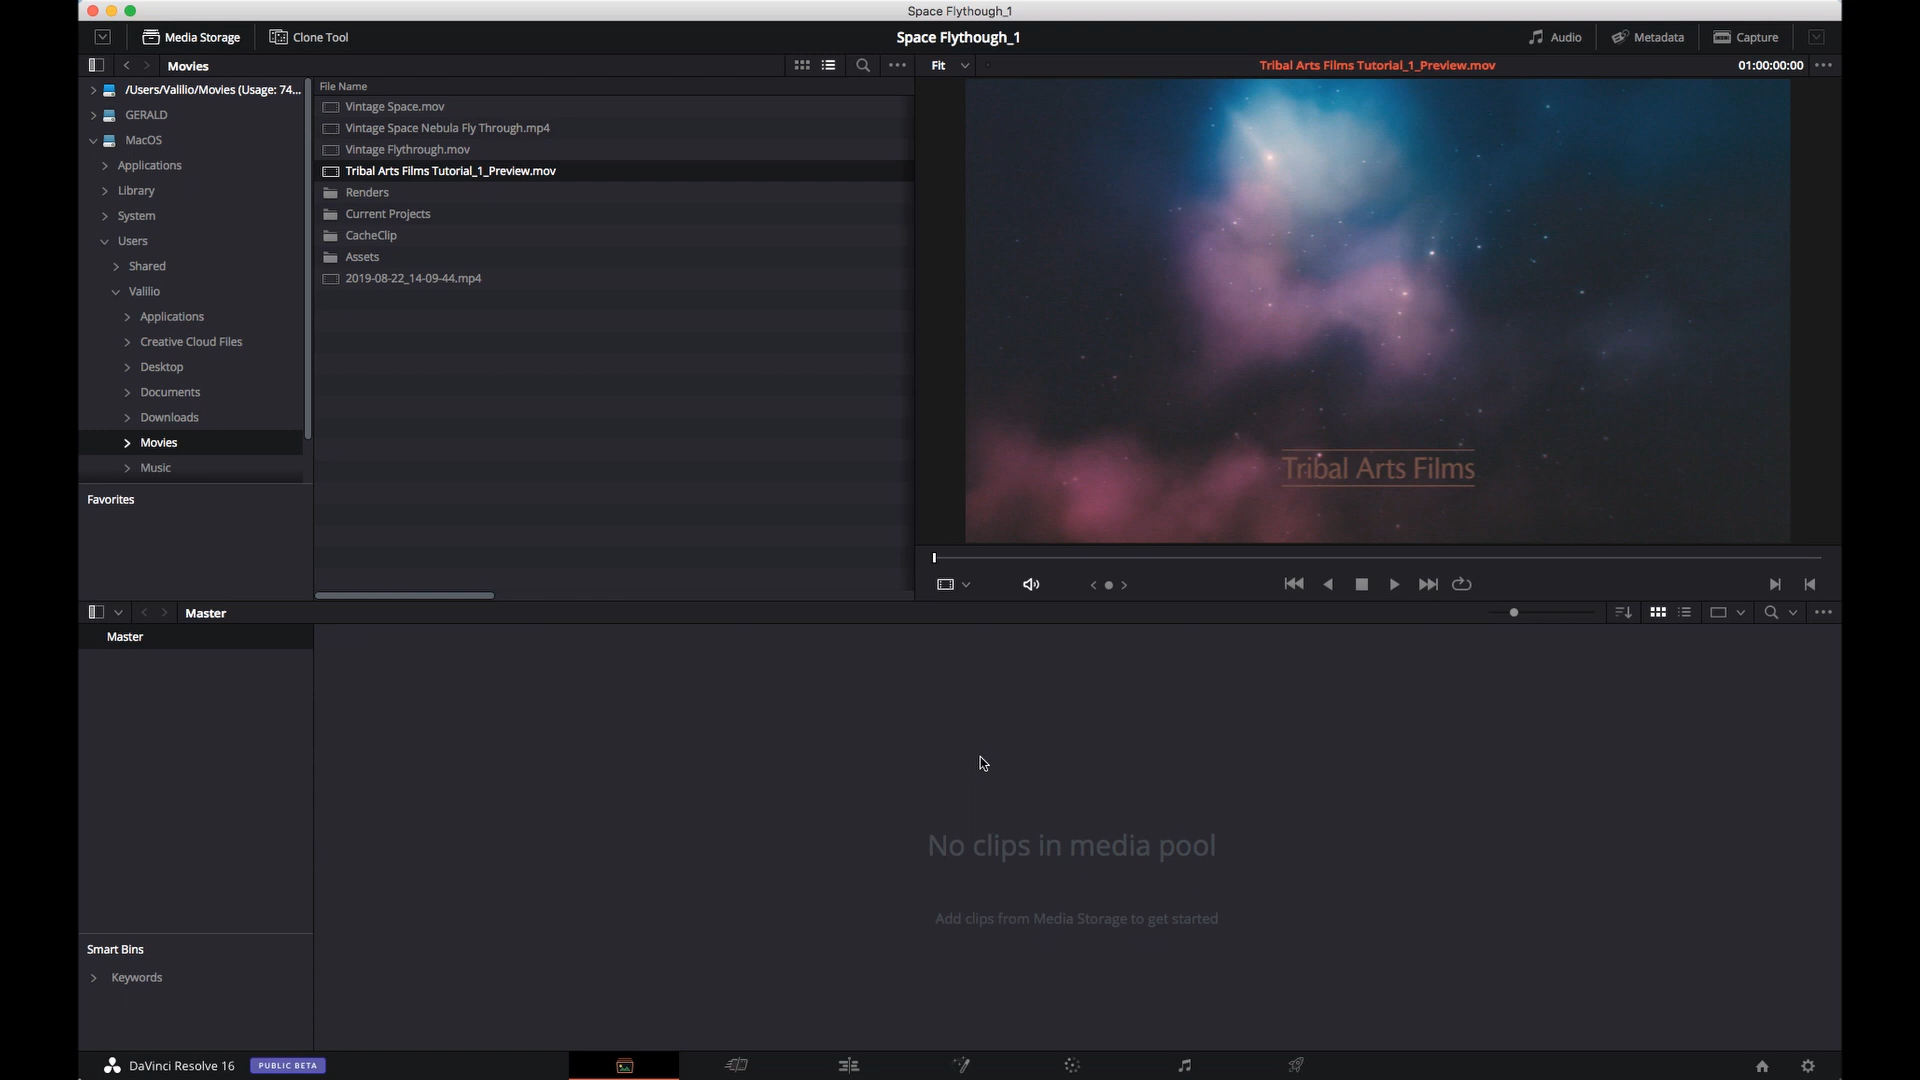 Space Flythough_1
Media Storage
Clone Tool
Space Flythough_1
Audio
Metadata
Capture
Movies
Fit
Tribal Arts Films Tutorial_1_Preview.mov
01:00:00:00
/Users/Valilio/Movies (Usage: 74...
GERALD
MacOS
Applications
Library
System
Users
Shared
Valilio
Applications
Creative Cloud Files
Desktop
Documents
Downloads
Movies
Music
Favorites
File Name
Vintage Space.mov
Vintage Space Nebula Fly Through.mp4
Vintage Flythrough.mov
Tribal Arts Films Tutorial_1_Preview.mov
Renders
Current Projects
CacheClip
Assets
2019-08-22_14-09-44.mp4
Tribal Arts Films
Master
Master
No clips in media pool
Add clips from Media Storage to get started
Smart Bins
Keywords
DaVinci Resolve 16
PUBLIC BETA